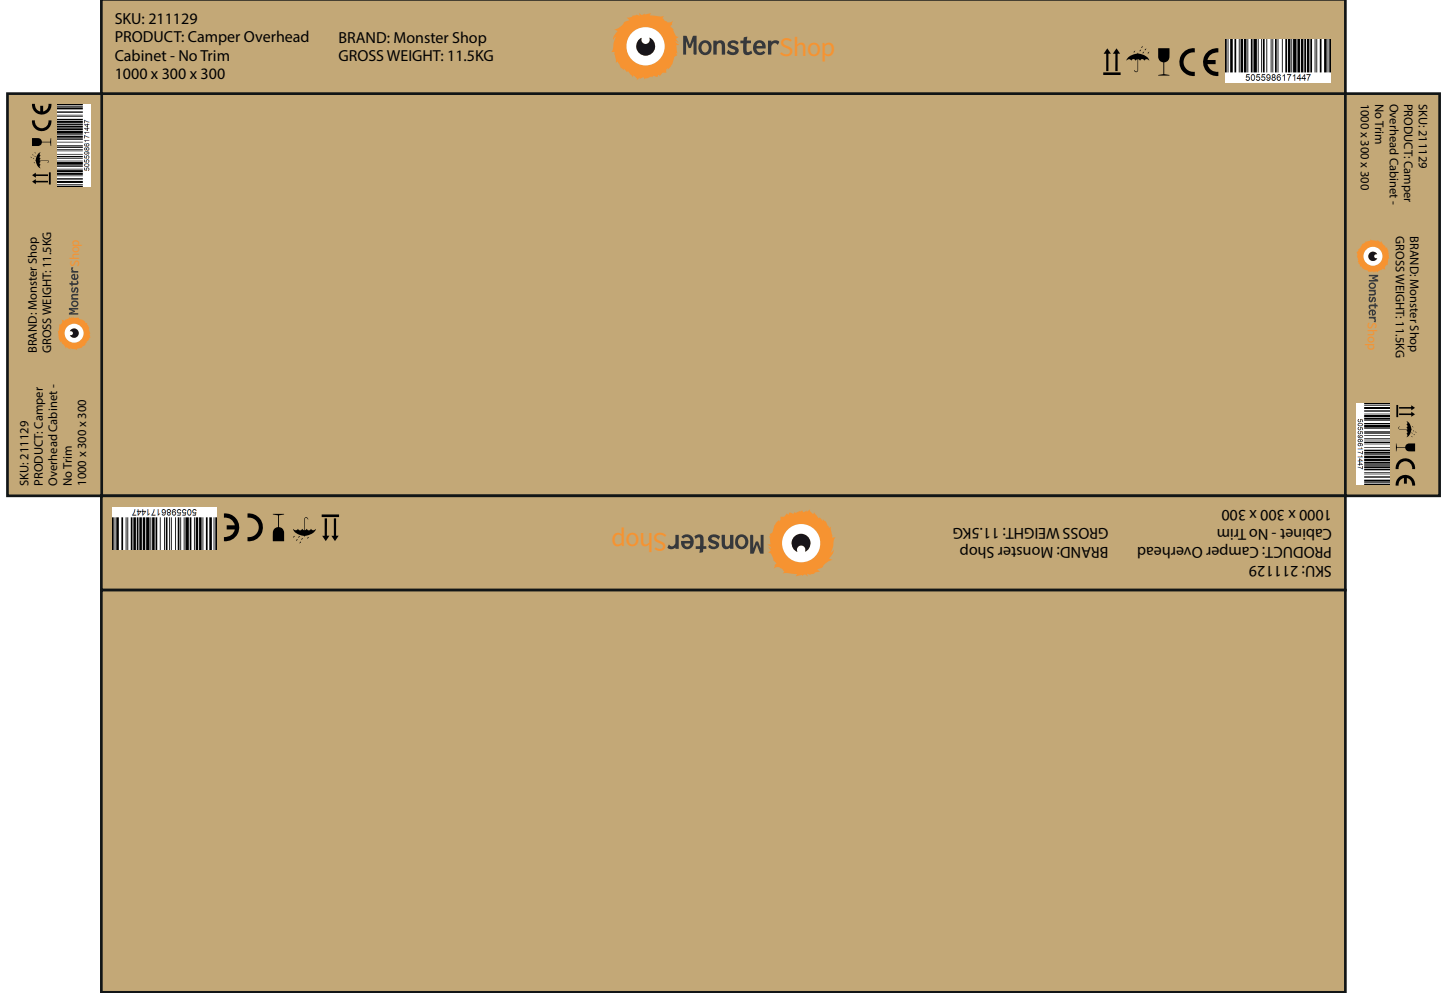 SKU: 211129
PRODUCT: Camper Overhead
Cabinet - No Trim
1000 x 300 x 300
BRAND: Monster Shop
GROSS WEIGHT: 11.5KG
MonsterShop
5055986171447
SKU: 211129
PRODUCT: Camper
Overhead Cabinet -
No Trim
1000 x 300 x 300
BRAND: Monster Shop
GROSS WEIGHT: 11.5KG
MonsterShop
5055986171447
SKU: 211129
PRODUCT: Camper
Overhead Cabinet -
No Trim
1000 x 300 x 300
BRAND: Monster Shop
GROSS WEIGHT: 11.5KG
MonsterShop
5055986171447
SKU: 211129
PRODUCT: Camper Overhead
Cabinet - No Trim
1000 x 300 x 300
BRAND: Monster Shop
GROSS WEIGHT: 11.5KG
MonsterShop
5055986171447